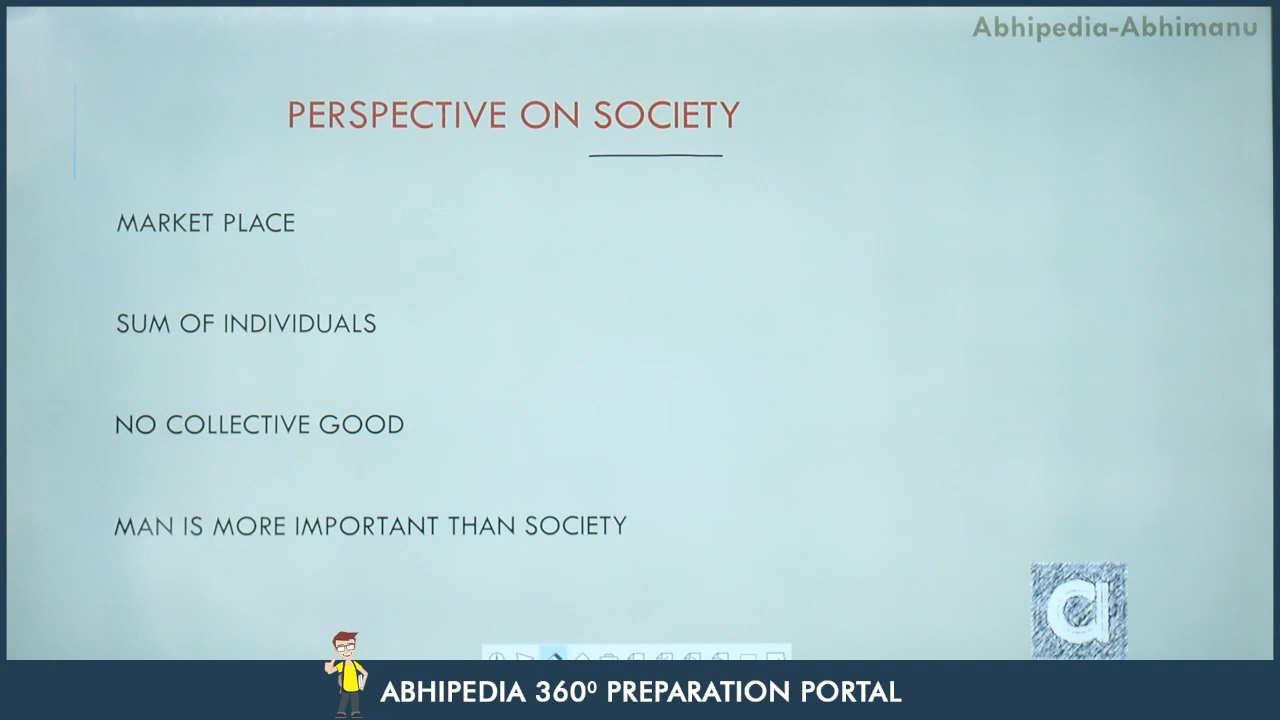 Abhipedia-Abhimanu
PERSPECTIVE ON SOCIETY
MARKET PLACE
SUM OF INDIVIDUALS
NO COLLECTIVE GOOD
MAN IS MORE IMPORTANT THAN SOCIETY
a
ABHIPEDIA 360⁰ PREPARATION PORTAL